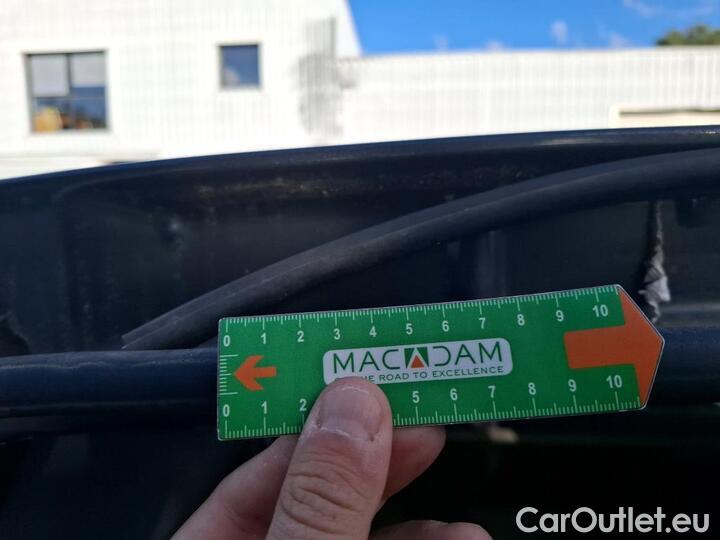 0 1 2 3 4 5 6 7 8 9 10
MACADAM
THE ROAD TO EXCELLENCE
0 1 2 5 6 7 8 9 10
CarOutlet.eu